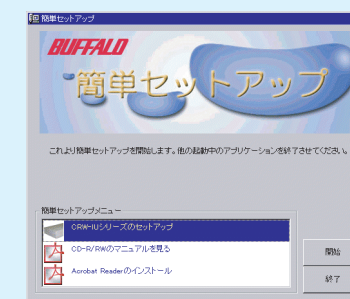 簡単セットアップ
BUFFALO
簡単セットアップ
これより簡単セットアップを開始します。他の起動中のアプリケーションを終了させてください。
簡単セットアップメニュー
CRW-IUシリーズのセットアップ
CD-R/RWのマニュアルを見る
Acrobat Readerのインストール
開始
終了